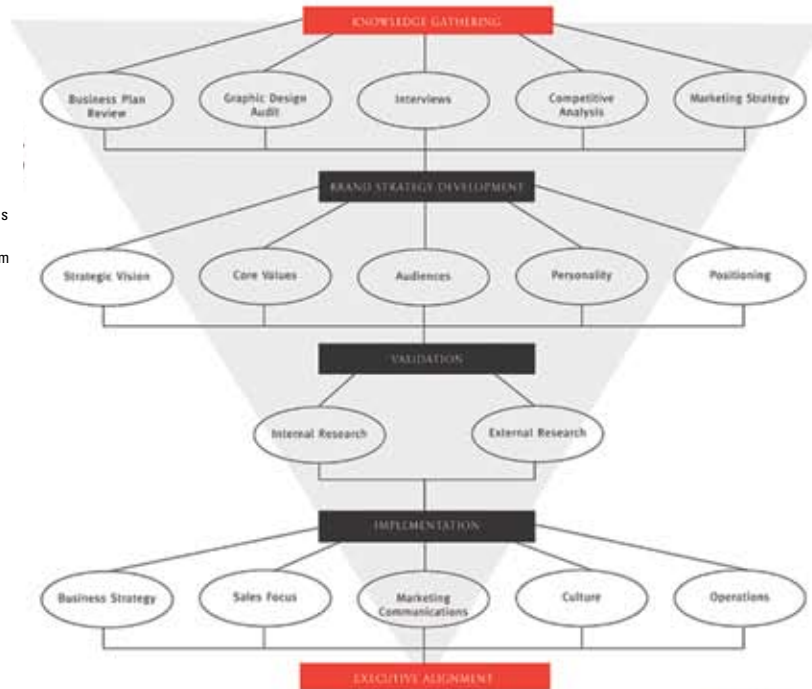 KNOWLEDGE GATHERING
Business Plan
Review
Graphic Design
Audit
Interviews
Competitive
Analysis
Marketing Strategy
BRAND STRATEGY DEVELOPMENT
s
m
Strategic Vision
Core Values
Audiences
Personality
Positioning
VALIDATION
Internal Research
External Research
IMPLEMENTATION
Business Strategy
Sales Focus
Marketing
Communications
Culture
Operations
EXECUTIVE ALIGNMENT